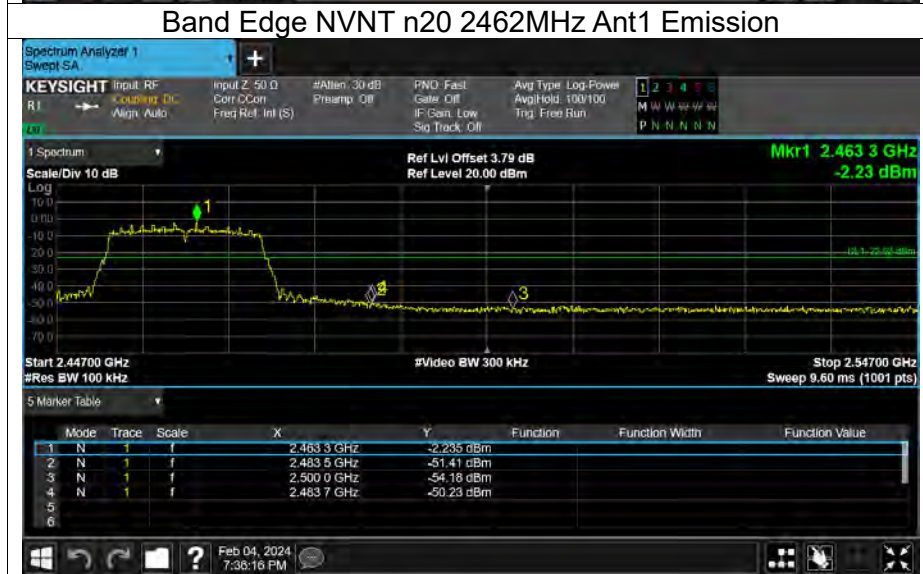 Band Edge NVNT n20 2462MHz Ant1 Emission
Spectrum Analyzer 1
Swept SA
+
KEYSIGHT Input: RF Input Z: 50 Ω #Atten: 30 dB PNO: Fast Avg Type: Log-Power 1 2 3 4 5 6
R1 Coupling: DC Corr CCorr Preamp: Off Gate: Off Avg|Hold: 100/100 M W W W W W
Align: Auto Freq Ref: Int (S) IF Gain: Low Trig: Free Run
Sig Track: Off P N N N N N
1 Spectrum Ref Lvl Offset 3.79 dB Mkr1 2.463 3 GHz
Scale/Div 10 dB Ref Level 20.00 dBm -2.23 dBm
Log
10.0
0.00
-10.0
-20.0
-30.0
-40.0
-50.0
-60.0
-70.0
1
3
Start 2.44700 GHz #Video BW 300 kHz Stop 2.54700 GHz
#Res BW 100 kHz Sweep 9.60 ms (1001 pts)
5 Marker Table
Mode Trace Scale X Y Function Function Width Function Value
1 N 1 f 2.463 3 GHz -2.235 dBm
2 N 1 f 2.483 5 GHz -51.41 dBm
3 N 1 f 2.500 0 GHz -54.18 dBm
4 N 1 f 2.483 7 GHz -50.23 dBm
5
6
? Feb 04, 2024
7:36:16 PM